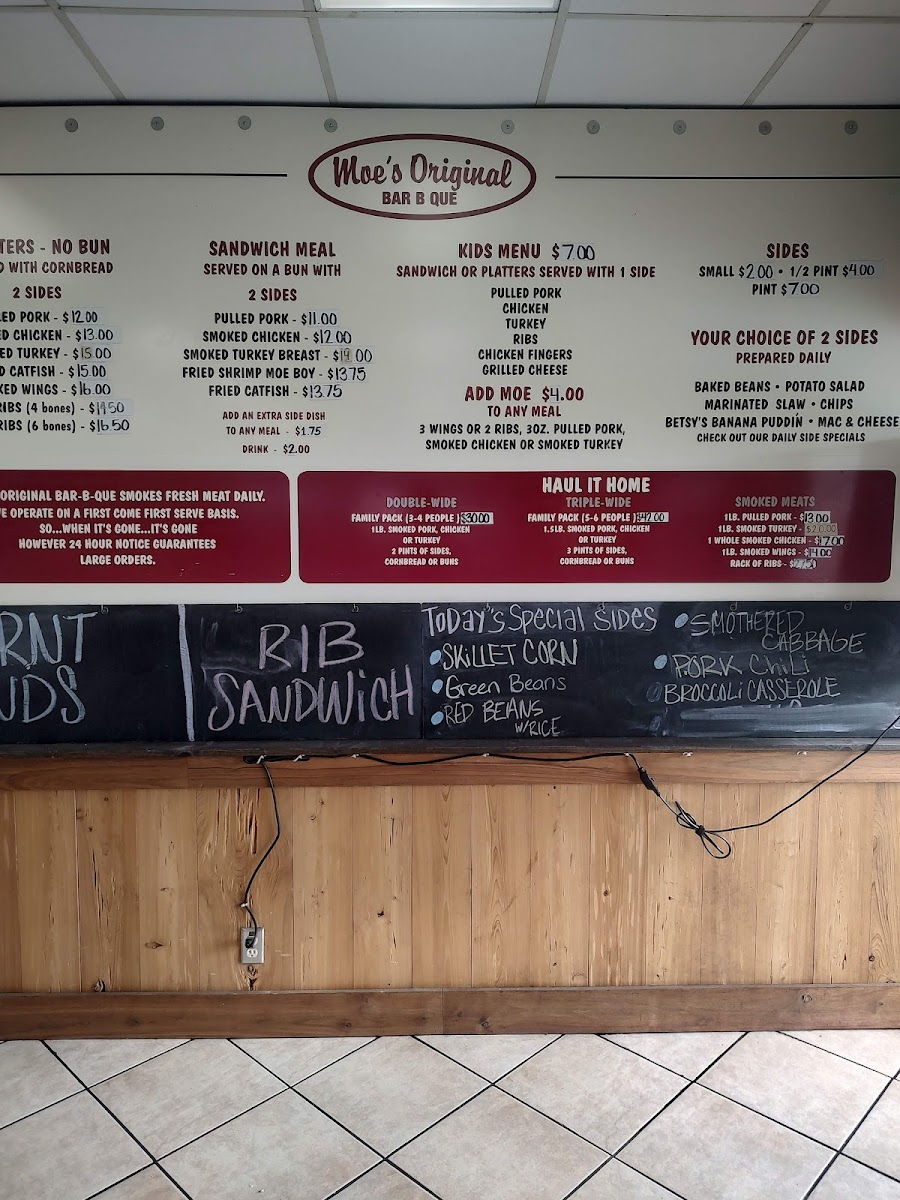 Moe's Original
BAR B QUE
TERS - NO BUN
WITH CORNBREAD
2 SIDES
ED PORK - $12.00
ED CHICKEN - $13.00
ED TURKEY - $15.00
D CATFISH - $15.00
KED WINGS - $16.00
RIBS (4 bones) -
RIBS (6 bones) - $16.50
SANDWICH MEAL
SERVED ON A BUN WITH
2 SIDES
PULLED PORK - $11.00
SMOKED CHICKEN - $12.00
SMOKED TURKEY BREAST -
FRIED SHRIMP MOE BOY - $13.75
FRIED CATFISH - $13.75
ADD AN EXTRA SIDE DISH
TO ANY MEAL - $1.75
DRINK - $2.00
KIDS MENU $7.00
SANDWICH OR PLATTERS SERVED WITH 1 SIDE
PULLED PORK
CHICKEN
TURKEY
RIBS
CHICKEN FINGERS
GRILLED CHEESE
ADD MOE $4.00
TO ANY MEAL
3 WINGS OR 2 RIBS, 3OZ. PULLED PORK,
SMOKED CHICKEN OR SMOKED TURKEY
SIDES
SMALL $2.00 • 1/2 PINT $4.00
PINT $7.00
YOUR CHOICE OF 2 SIDES
PREPARED DAILY
BAKED BEANS • POTATO SALAD
MARINATED SLAW • CHIPS
BETSY'S BANANA PUDDIN • MAC & CHEESE
CHECK OUT OUR DAILY SIDE SPECIALS
ORIGINAL BAR-B-QUE SMOKES FRESH MEAT DAILY.
E OPERATE ON A FIRST COME FIRST SERVE BASIS.
SO...WHEN IT'S GONE...IT'S GONE
HOWEVER 24 HOUR NOTICE GUARANTEES
LARGE ORDERS.
HAUL IT HOME
DOUBLE-WIDE
FAMILY PACK (3-4 PEOPLE) $30.00
1LB. SMOKED PORK, CHICKEN
OR TURKEY
2 PINTS OF SIDES,
CORNBREAD OR BUNS
TRIPLE-WIDE
FAMILY PACK (5-6 PEOPLE) $42.00
1.5LB. SMOKED PORK, CHICKEN
OR TURKEY
3 PINTS OF SIDES,
CORNBREAD OR BUNS
SMOKED MEATS
1LB. PULLED PORK - $13.00
1LB. SMOKED TURKEY -
1 WHOLE SMOKED CHICKEN - $17.00
1LB. SMOKED WINGS - $14.00
RACK OF RIBS -
RNT
NDS
RIB
SANDWICH
Today's Special Sides
• SKILLET CORN
• Green Beans
• RED BEANS
W/RICE
• SMOTHERED
CABBAGE
• PORK Chili
BROCCOLI CASSEROLE